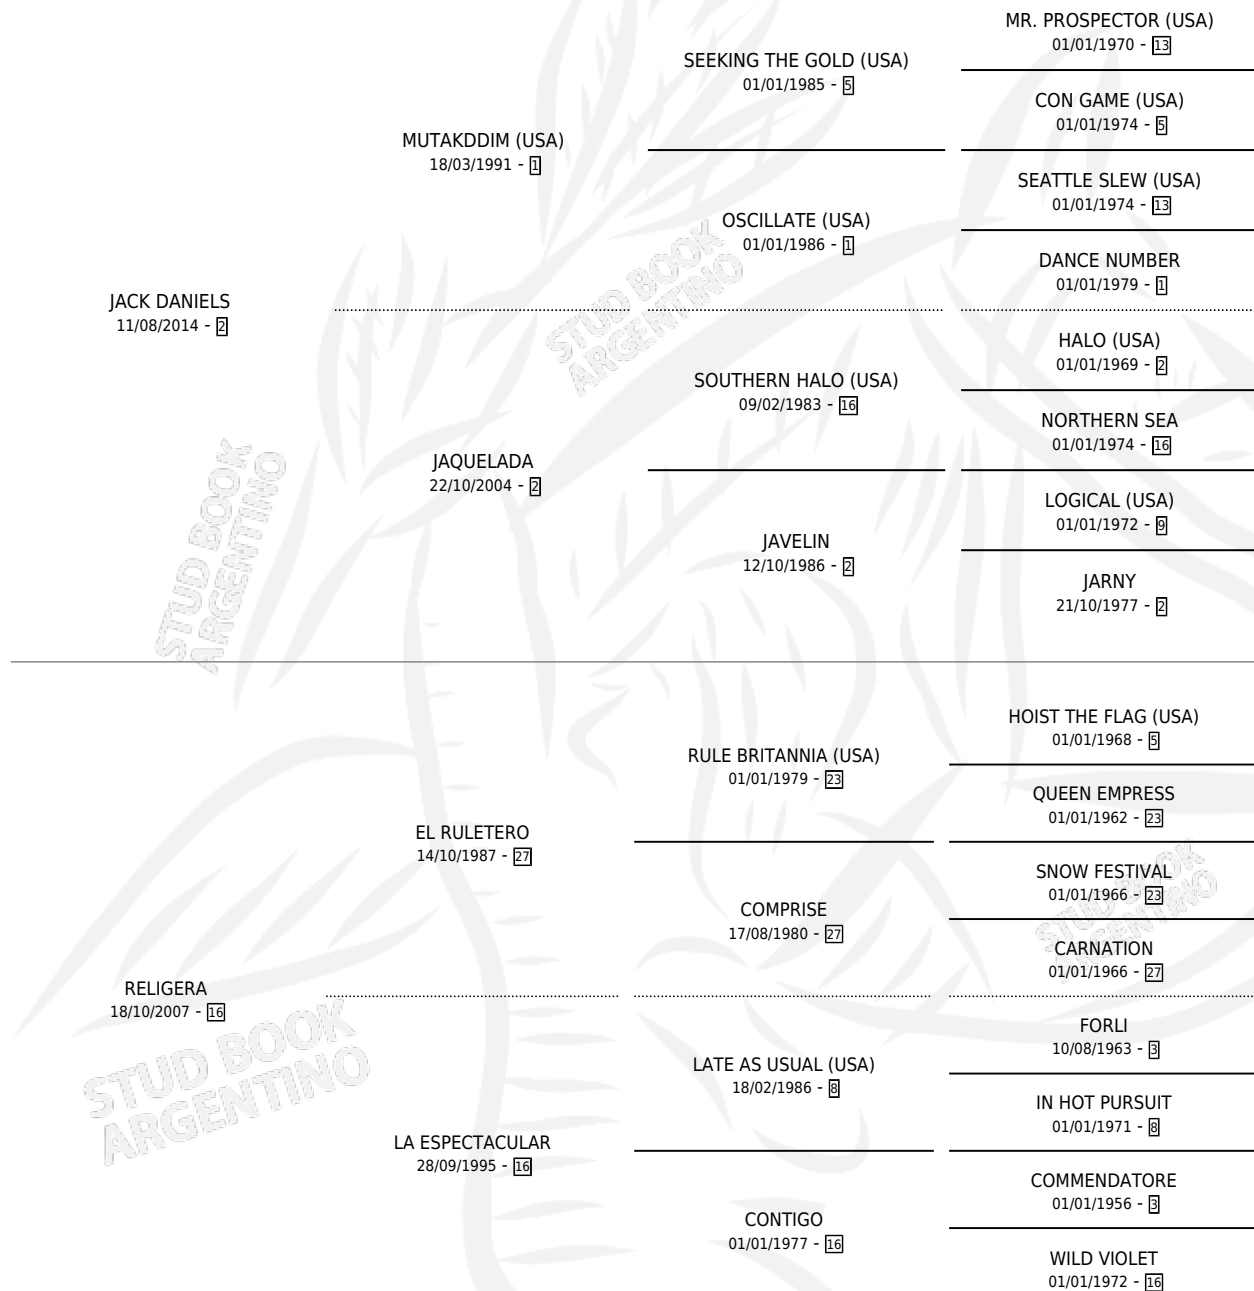 MR. PROSPECTOR (USA)
01/01/1970 - 13
SEEKING THE GOLD (USA)
01/01/1985 - 5
CON GAME (USA)
01/01/1974 - 5
MUTAKDDIM (USA)
18/03/1991 - 1
SEATTLE SLEW (USA)
01/01/1974 - 13
OSCILLATE (USA)
01/01/1986 - 1
DANCE NUMBER
01/01/1979 - 1
JACK DANIELS
11/08/2014 - 2
HALO (USA)
01/01/1969 - 2
SOUTHERN HALO (USA)
09/02/1983 - 16
NORTHERN SEA
01/01/1974 - 16
JAQUELADA
22/10/2004 - 2
LOGICAL (USA)
01/01/1972 - 9
JAVELIN
12/10/1986 - 2
JARNY
21/10/1977 - 2
HOIST THE FLAG (USA)
01/01/1968 - 5
RULE BRITANNIA (USA)
01/01/1979 - 23
QUEEN EMPRESS
01/01/1962 - 23
EL RULETERO
14/10/1987 - 27
SNOW FESTIVAL
01/01/1966 - 23
COMPRISE
17/08/1980 - 27
CARNATION
01/01/1966 - 27
RELIGERA
18/10/2007 - 16
FORLI
10/08/1963 - 3
LATE AS USUAL (USA)
18/02/1986 - 8
IN HOT PURSUIT
01/01/1971 - 8
LA ESPECTACULAR
28/09/1995 - 16
COMMENDATORE
01/01/1956 - 3
CONTIGO
01/01/1977 - 16
WILD VIOLET
01/01/1972 - 16
STUD BOOK
ARGENTINO
STUD BOOK
ARGENTINO
STUD BOOK
ARGENTINO
STUD BOOK
ARGENTINO